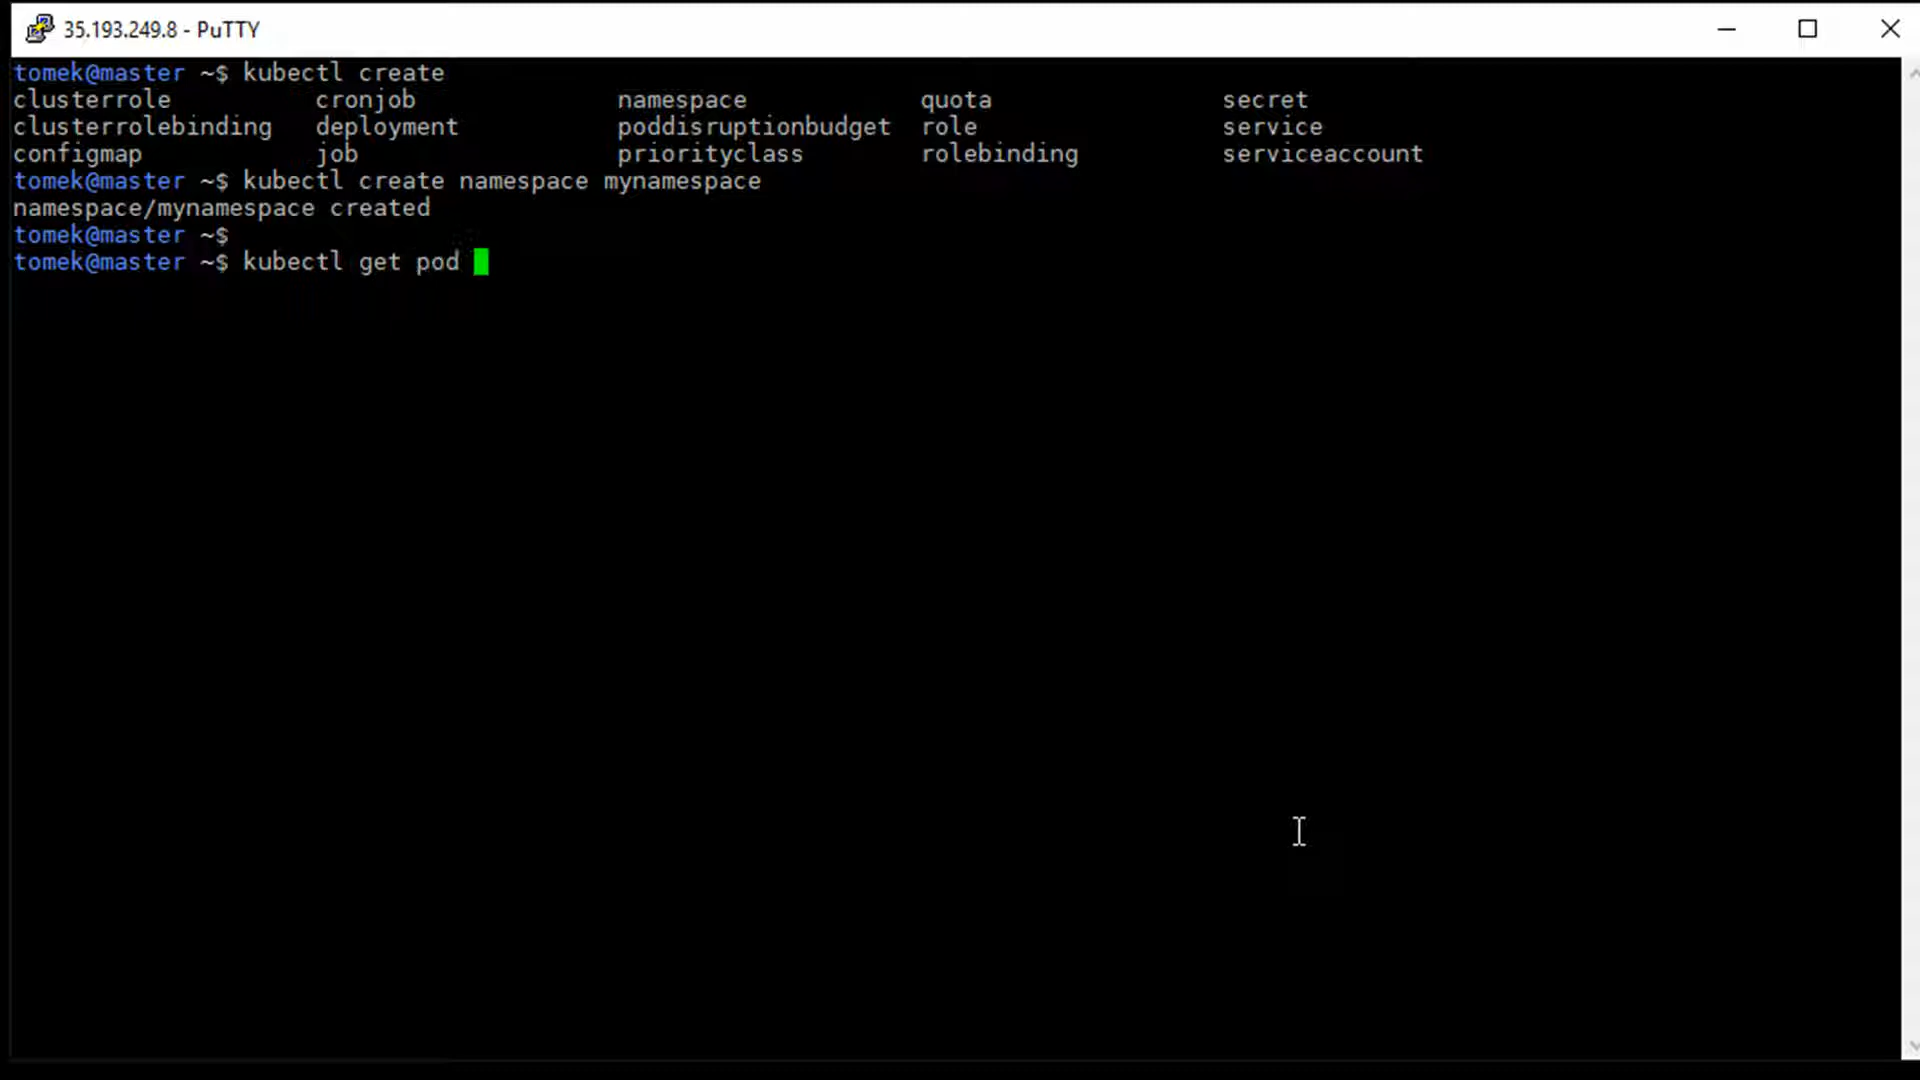 35.193.249.8 - PuTTY
tomek@master ~$ kubectl create
clusterrole cronjob namespace quota secret
clusterrolebinding deployment poddisruptionbudget role service
configmap job priorityclass rolebinding serviceaccount
tomek@master ~$ kubectl create namespace mynamespace
namespace/mynamespace created
tomek@master ~$
tomek@master ~$ kubectl get pod